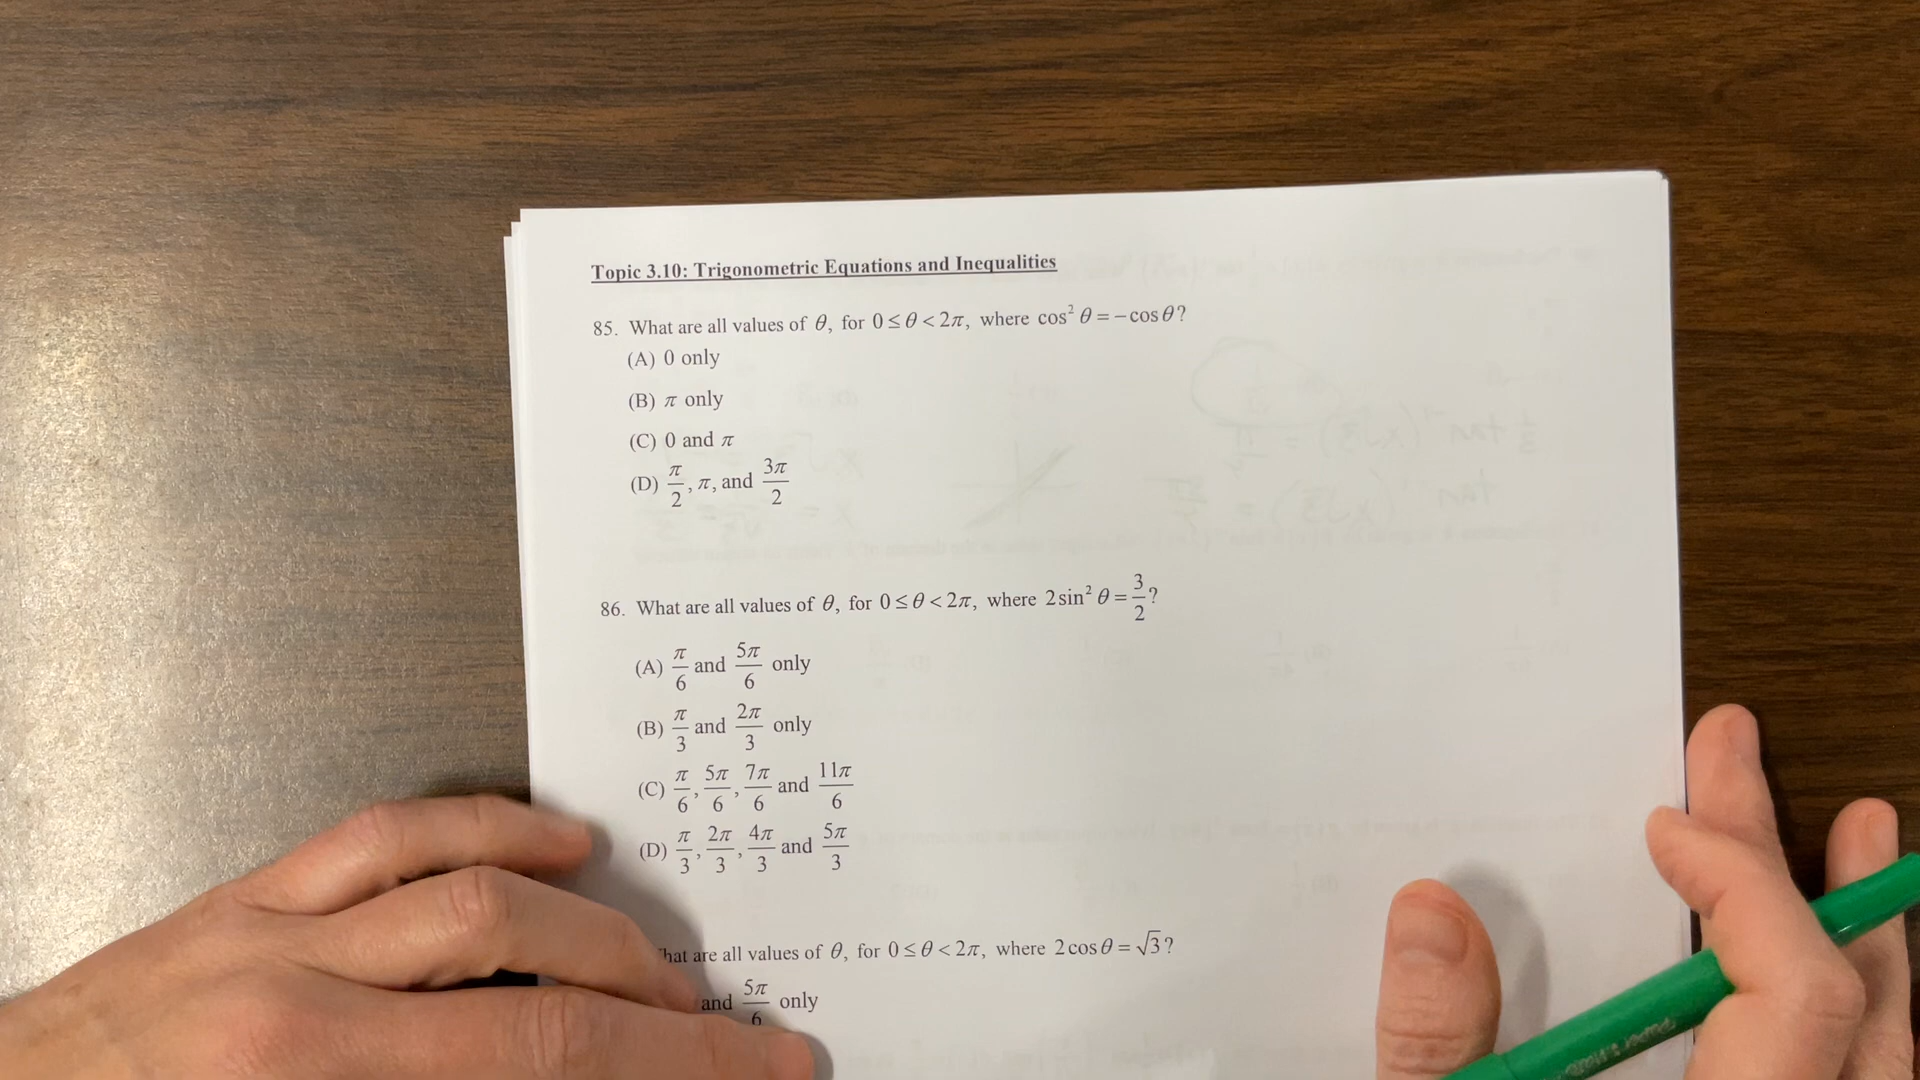 Topic 3.10: Trigonometric Equations and Inequalities
85. What are all values of θ, for 0 ≤ θ < 2π, where cos² θ = −cos θ?
(A) 0 only
(B) π only
(C) 0 and π
(D) π/2, π, and 3π/2
86. What are all values of θ, for 0 ≤ θ < 2π, where 2 sin² θ = 3/2?
(A) π/6 and 5π/6 only
(B) π/3 and 2π/3 only
(C) π/6, 5π/6, 7π/6 and 11π/6
(D) π/3, 2π/3, 4π/3 and 5π/3
hat are all values of θ, for 0 ≤ θ < 2π, where 2 cos θ = √3?
and 5π/6 only